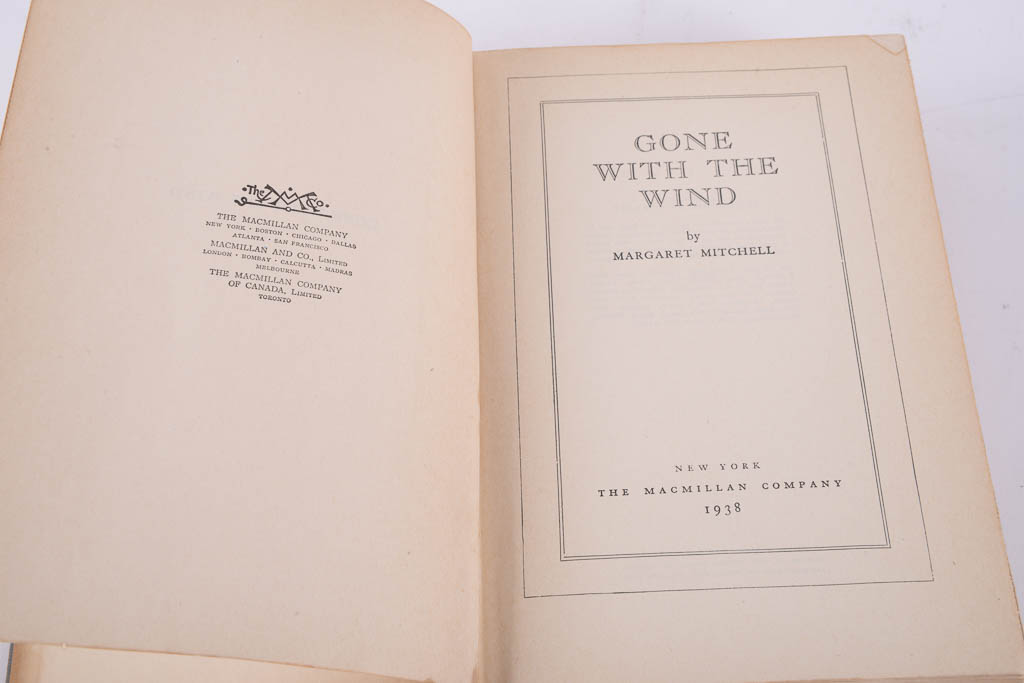 The M Co.
THE MACMILLAN COMPANY
NEW YORK · BOSTON · CHICAGO · DALLAS
ATLANTA · SAN FRANCISCO
MACMILLAN AND CO., LIMITED
LONDON · BOMBAY · CALCUTTA · MADRAS
MELBOURNE
THE MACMILLAN COMPANY
OF CANADA, LIMITED
TORONTO
GONE
WITH THE
WIND
by
MARGARET MITCHELL
NEW YORK
THE MACMILLAN COMPANY
1938